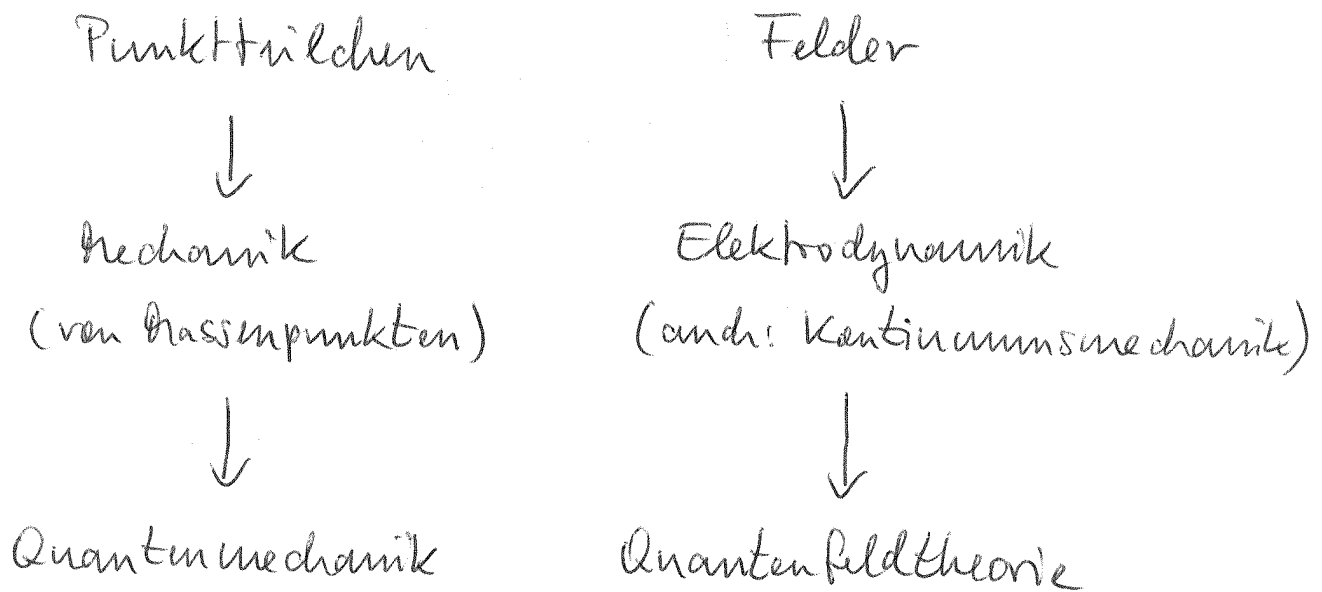 Punktteilchen
Felder
Mechanik
(von Massenpunkten)
Elektrodynamik
(auch: Kontinuumsmechanik)
Quantenmechanik
Quantenfeldtheorie